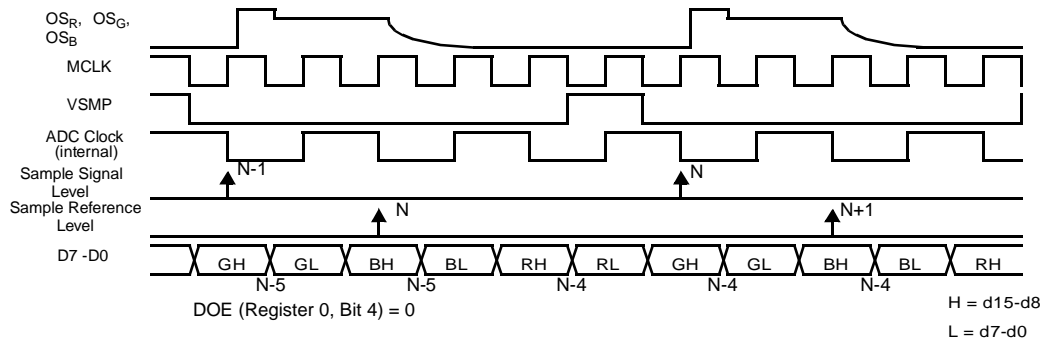 OSR, OSG,
OSB
MCLK
VSMP
ADC Clock
(internal)
N-1
N
Sample Signal
Level
Sample Reference
Level
N
N+1
D7 -D0
GH GL BH BL RH RL GH GL BH BL RH
N-5 N-5 N-4 N-4 N-4
DOE (Register 0, Bit 4) = 0
H = d15-d8
L = d7-d0